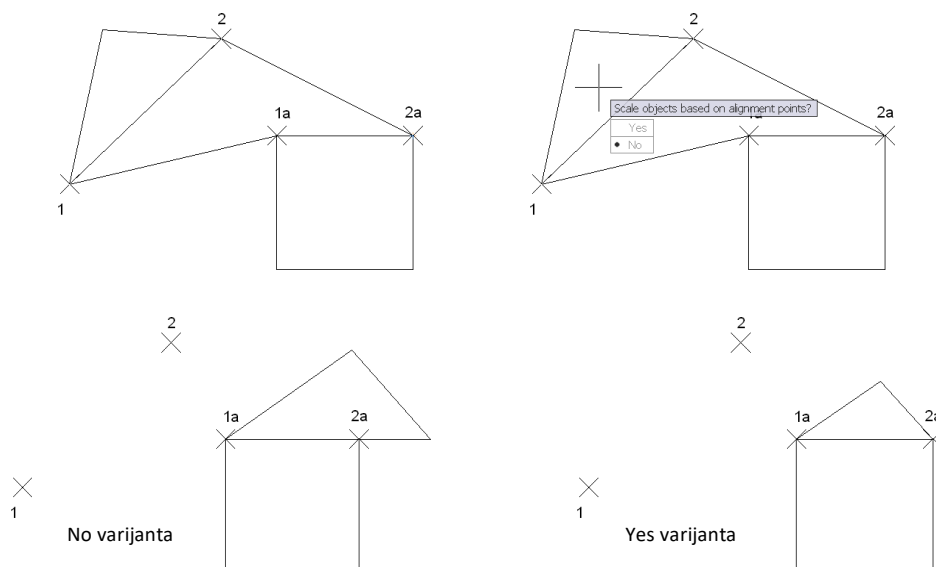 2
1a
2a
1
2
Scale objects based on alignment points?
1a
2a
Yes
No
1
2
1a
2a
1
No varijanta
2
1a
2a
1
Yes varijanta